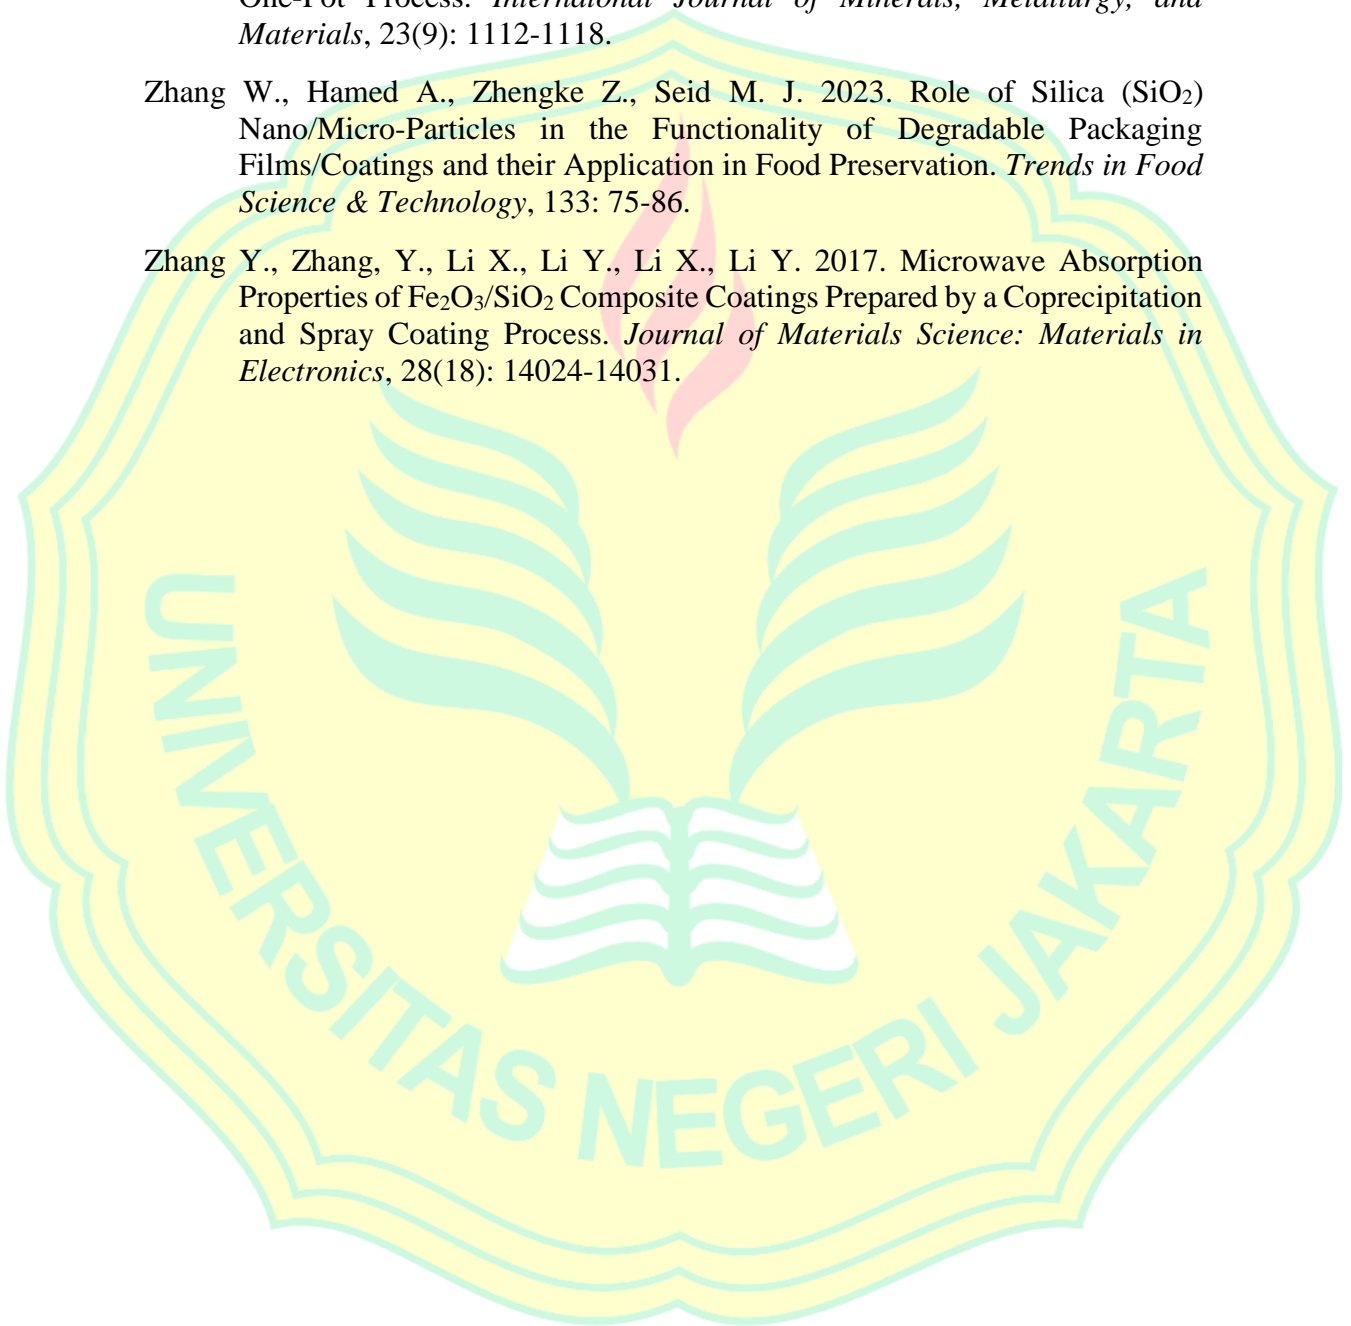 One-Pot Process. International Journal of Minerals, Metallurgy, and
Materials, 23(9): 1112-1118.
Zhang W., Hamed A., Zhengke Z., Seid M. J. 2023. Role of Silica (SiO₂)
Nano/Micro-Particles in the Functionality of Degradable Packaging
Films/Coatings and their Application in Food Preservation. Trends in Food
Science & Technology, 133: 75-86.
Zhang Y., Zhang, Y., Li X., Li Y., Li X., Li Y. 2017. Microwave Absorption
Properties of Fe₂O₃/SiO₂ Composite Coatings Prepared by a Coprecipitation
and Spray Coating Process. Journal of Materials Science: Materials in
Electronics, 28(18): 14024-14031.
UNIVERSITAS NEGERI JAKARTA